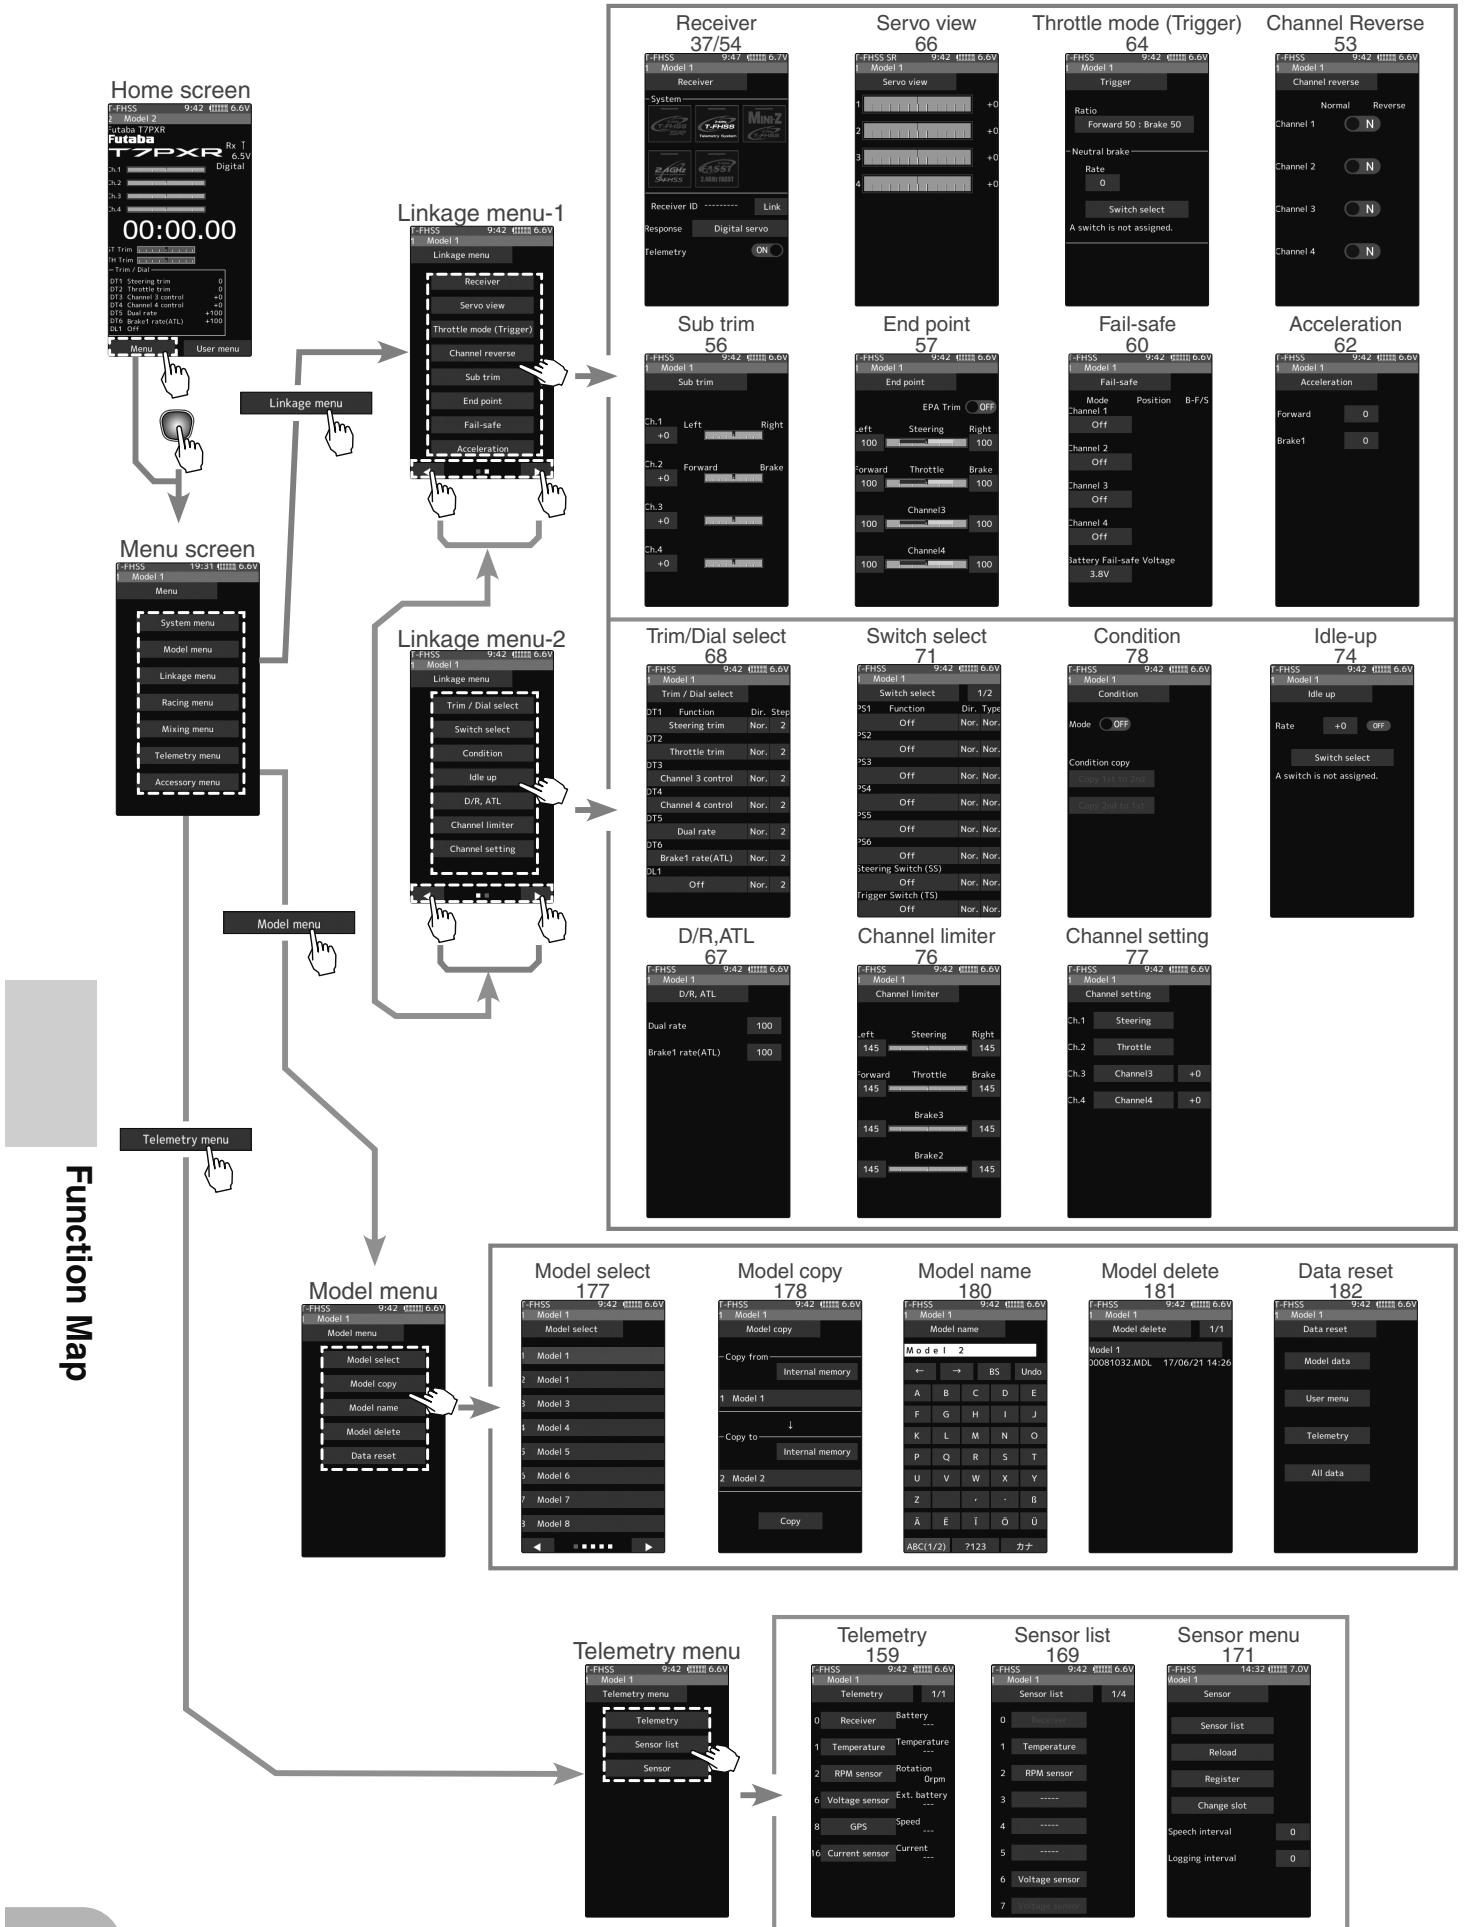 Home screen
T-FHSS 9:42 6.6V
2 Model 2
Futaba T7PXR
Futaba
T7PXR
Rx
6.5V
Digital
Ch.1
Ch.2
Ch.3
Ch.4
00:00.00
ST Trim
TH Trim
Trim / Dial
DT1 Steering trim 0
DT2 Throttle trim 0
DT3 Channel 3 control +0
DT4 Channel 4 control +0
DT5 Dual rate +100
DT6 Brake1 rate(ATL) +100
DL1 Off
Menu User menu
Menu screen
T-FHSS 19:31 6.6V
1 Model 1
Menu
System menu
Model menu
Linkage menu
Racing menu
Mixing menu
Telemetry menu
Accessory menu
Linkage menu
Model menu
Telemetry menu
Linkage menu-1
T-FHSS 9:42 6.6V
1 Model 1
Linkage menu
Receiver
Servo view
Throttle mode (Trigger)
Channel reverse
Sub trim
End point
Fail-safe
Acceleration
Linkage menu-2
T-FHSS 9:42 6.6V
1 Model 1
Linkage menu
Trim / Dial select
Switch select
Condition
Idle up
D/R, ATL
Channel limiter
Channel setting
Receiver
37/54
T-FHSS 9:47 6.7V
1 Model 1
Receiver
System
T-FHSS SR
T-FHSS Telemetry System
MINI-Z T-FHSS
2.4GHz S-FHSS
FASST 2.4GHz FASST
Receiver ID --------- Link
Response Digital servo
Telemetry ON
Servo view
66
T-FHSS SR 9:42 6.6V
1 Model 1
Servo view
1 +0
2 +0
3 +0
4 +0
Throttle mode (Trigger)
64
T-FHSS 9:42 6.6V
1 Model 1
Trigger
Ratio
Forward 50 : Brake 50
Neutral brake
Rate
0
Switch select
A switch is not assigned.
Channel Reverse
53
T-FHSS 9:42 6.6V
1 Model 1
Channel reverse
Normal Reverse
Channel 1 N
Channel 2 N
Channel 3 N
Channel 4 N
Sub trim
56
T-FHSS 9:42 6.6V
1 Model 1
Sub trim
Ch.1 Left Right
+0
Ch.2 Forward Brake
+0
Ch.3
+0
Ch.4
+0
End point
57
T-FHSS 9:42 6.6V
1 Model 1
End point
EPA Trim OFF
Left Steering Right
100 100
Forward Throttle Brake
100 100
Channel3
100 100
Channel4
100 100
Fail-safe
60
T-FHSS 9:42 6.6V
1 Model 1
Fail-safe
Mode Position B-F/S
Channel 1
Off
Channel 2
Off
Channel 3
Off
Channel 4
Off
Battery Fail-safe Voltage
3.8V
Acceleration
62
T-FHSS 9:42 6.6V
1 Model 1
Acceleration
Forward 0
Brake1 0
Trim/Dial select
68
T-FHSS 9:42 6.6V
1 Model 1
Trim / Dial select
DT1 Function Dir. Step
Steering trim Nor. 2
DT2
Throttle trim Nor. 2
DT3
Channel 3 control Nor. 2
DT4
Channel 4 control Nor. 2
DT5
Dual rate Nor. 2
DT6
Brake1 rate(ATL) Nor. 2
DL1
Off Nor. 2
Switch select
71
T-FHSS 9:42 6.6V
1 Model 1
Switch select 1/2
PS1 Function Dir. Type
Off Nor. Nor.
PS2
Off Nor. Nor.
PS3
Off Nor. Nor.
PS4
Off Nor. Nor.
PS5
Off Nor. Nor.
PS6
Off Nor. Nor.
Steering Switch (SS)
Off Nor. Nor.
Trigger Switch (TS)
Off Nor. Nor.
Condition
78
T-FHSS 9:42 6.6V
1 Model 1
Condition
Mode OFF
Condition copy
Copy 1st to 2nd
Copy 2nd to 1st
Idle-up
74
T-FHSS 9:42 6.6V
1 Model 1
Idle up
Rate +0 OFF
Switch select
A switch is not assigned.
D/R,ATL
67
T-FHSS 9:42 6.6V
1 Model 1
D/R, ATL
Dual rate 100
Brake1 rate(ATL) 100
Channel limiter
76
T-FHSS 9:42 6.6V
1 Model 1
Channel limiter
Left Steering Right
145 145
Forward Throttle Brake
145 145
Brake3
145 145
Brake2
145 145
Channel setting
77
T-FHSS 9:42 6.6V
1 Model 1
Channel setting
Ch.1 Steering
Ch.2 Throttle
Ch.3 Channel3 +0
Ch.4 Channel4 +0
Function Map
Model menu
T-FHSS 9:42 6.6V
1 Model 1
Model menu
Model select
Model copy
Model name
Model delete
Data reset
Model select
177
T-FHSS 9:42 6.6V
1 Model 1
Model select
1 Model 1
2 Model 1
3 Model 3
4 Model 4
5 Model 5
6 Model 6
7 Model 7
8 Model 8
Model copy
178
T-FHSS 9:42 6.6V
1 Model 1
Model copy
Copy from
Internal memory
1 Model 1
↓
Copy to
Internal memory
2 Model 2
Copy
Model name
180
T-FHSS 9:42 6.6V
1 Model 1
Model name
Model 2
← → BS Undo
A B C D E
F G H I J
K L M N O
P Q R S T
U V W X Y
Z , . ß
Ä Ë Ï Ö Ü
ABC(1/2) ?123 カナ
Model delete
181
T-FHSS 9:42 6.6V
1 Model 1
Model delete 1/1
Model 1
00081032.MDL 17/06/21 14:26
Data reset
182
T-FHSS 9:42 6.6V
1 Model 1
Data reset
Model data
User menu
Telemetry
All data
Telemetry menu
T-FHSS 9:42 6.6V
1 Model 1
Telemetry menu
Telemetry
Sensor list
Sensor
Telemetry
159
T-FHSS 9:42 6.6V
1 Model 1
Telemetry 1/1
0 Receiver Battery
---
1 Temperature Temperature
---
2 RPM sensor Rotation
0rpm
6 Voltage sensor Ext. battery
---
8 GPS Speed
---
16 Current sensor Current
---
Sensor list
169
T-FHSS 9:42 6.6V
1 Model 1
Sensor list 1/4
0 Receiver
1 Temperature
2 RPM sensor
3 -----
4 -----
5 -----
6 Voltage sensor
7 Voltage sensor
Sensor menu
171
T-FHSS 14:32 7.0V
Model 1
Sensor
Sensor list
Reload
Register
Change slot
Speech interval 0
Logging interval 0